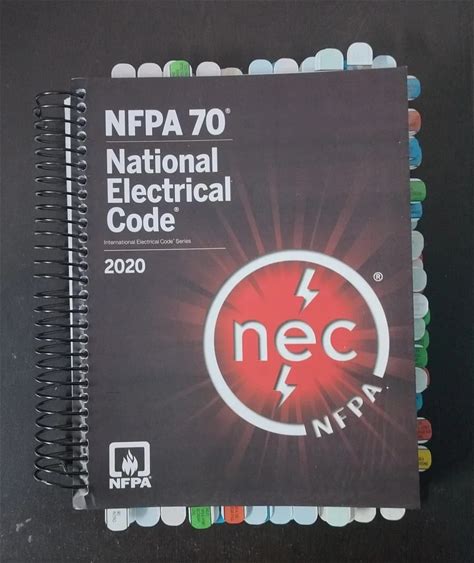 NFPA 70®
National
Electrical
Code®
International Electrical Code® Series
2020
nec
®
NFPA
NFPA®